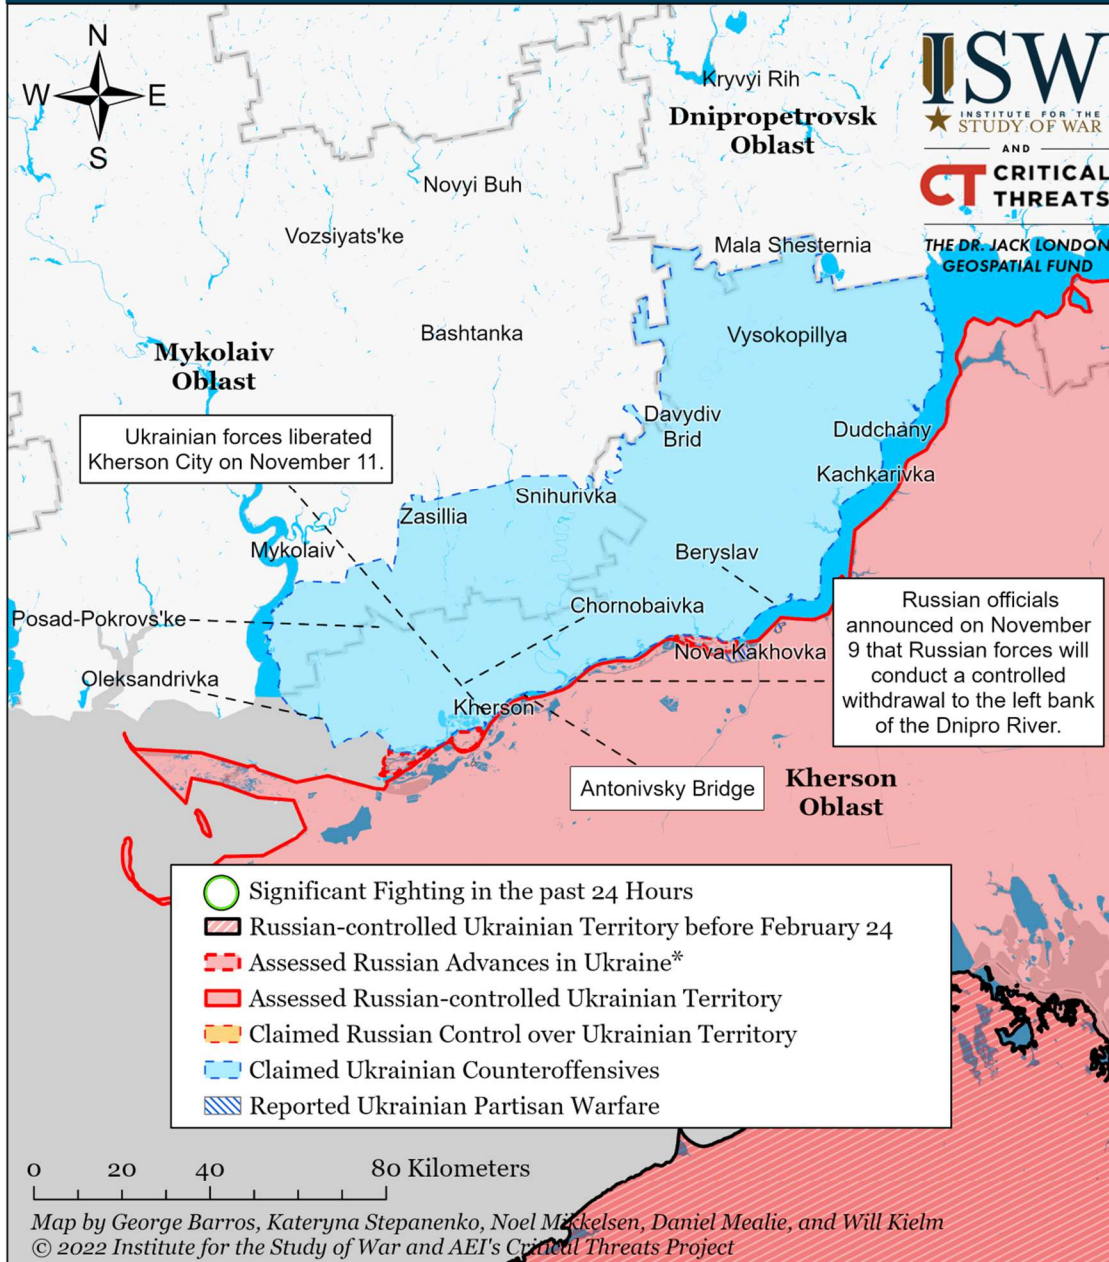 N
W
E
S
ISW
INSTITUTE FOR THE
STUDY OF WAR
AND
CT CRITICAL
THREATS
THE DR. JACK LONDON
GEOSPATIAL FUND
Kryvyi Rih
Dnipropetrovsk
Oblast
Novyi Buh
Vozsiyats'ke
Mala Shesternia
Bashtanka
Vysokopillya
Mykolaiv
Oblast
Davydiv
Brid
Dudchany
Ukrainian forces liberated
Kherson City on November 11.
Kachkarivka
Snihurivka
Zasillia
Mykolaiv
Beryslav
Chornobaivka
Posad-Pokrovs'ke
Russian officials
announced on November
9 that Russian forces will
conduct a controlled
withdrawal to the left bank
of the Dnipro River.
Nova Kakhovka
Oleksandrivka
Kherson
Antonivsky Bridge
Kherson
Oblast
Significant Fighting in the past 24 Hours
Russian-controlled Ukrainian Territory before February 24
Assessed Russian Advances in Ukraine*
Assessed Russian-controlled Ukrainian Territory
Claimed Russian Control over Ukrainian Territory
Claimed Ukrainian Counteroffensives
Reported Ukrainian Partisan Warfare
0 20 40 80 Kilometers
Map by George Barros, Kateryna Stepanenko, Noel Mikkelsen, Daniel Mealie, and Will Kielm
© 2022 Institute for the Study of War and AEI's Critical Threats Project